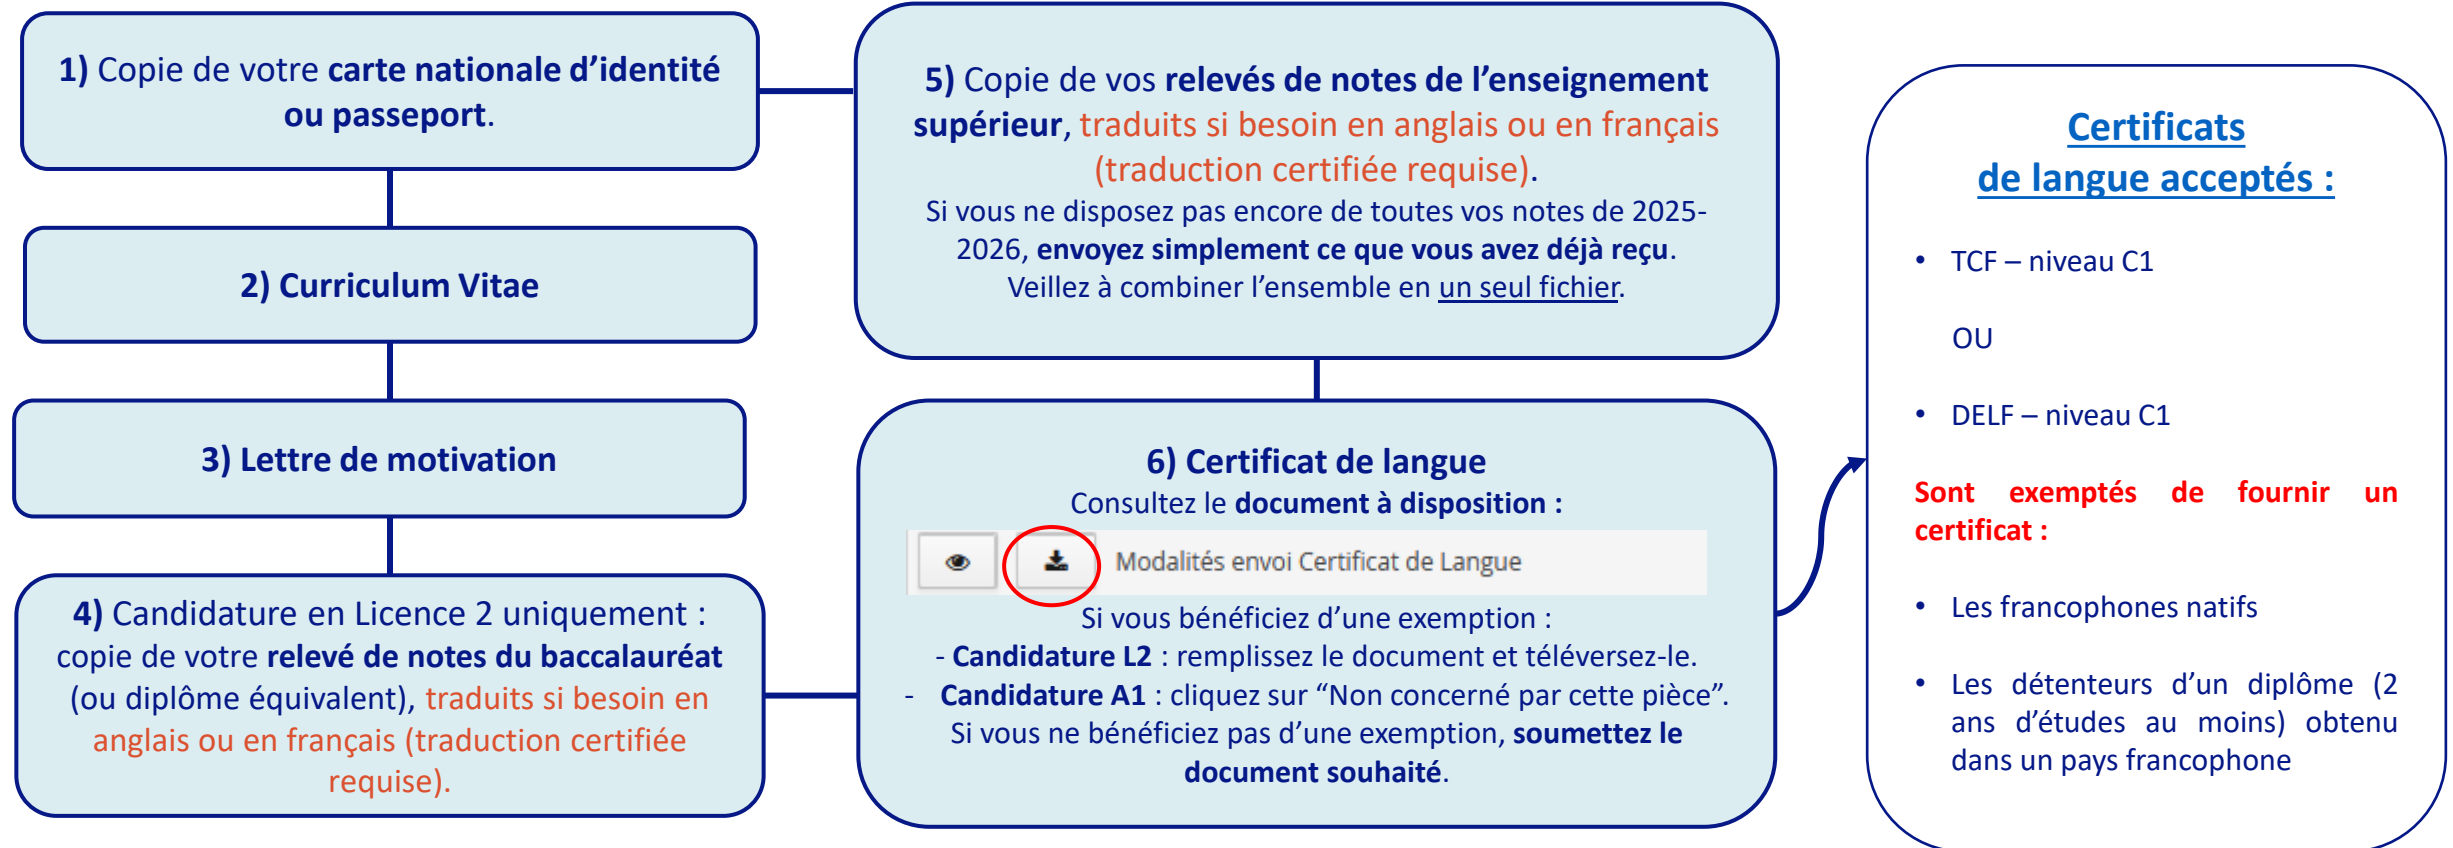 1) Copie de votre carte nationale d’identité
ou passeport.
2) Curriculum Vitae
3) Lettre de motivation
4) Candidature en Licence 2 uniquement :
copie de votre relevé de notes du baccalauréat
(ou diplôme équivalent), traduits si besoin en
anglais ou en français (traduction certifiée
requise).
5) Copie de vos relevés de notes de l’enseignement
supérieur, traduits si besoin en anglais ou en français
(traduction certifiée requise).
Si vous ne disposez pas encore de toutes vos notes de 2025-
2026, envoyez simplement ce que vous avez déjà reçu.
Veillez à combiner l’ensemble en un seul fichier.
6) Certificat de langue
Consultez le document à disposition :
Modalités envoi Certificat de Langue
Si vous bénéficiez d’une exemption :
- Candidature L2 : remplissez le document et téléversez-le.
- Candidature A1 : cliquez sur “Non concerné par cette pièce”.
Si vous ne bénéficiez pas d’une exemption, soumettez le
document souhaité.
Certificats
de langue acceptés :
• TCF – niveau C1
OU
• DELF – niveau C1
Sont exemptés de fournir un
certificat :
• Les francophones natifs
• Les détenteurs d’un diplôme (2
ans d’études au moins) obtenu
dans un pays francophone